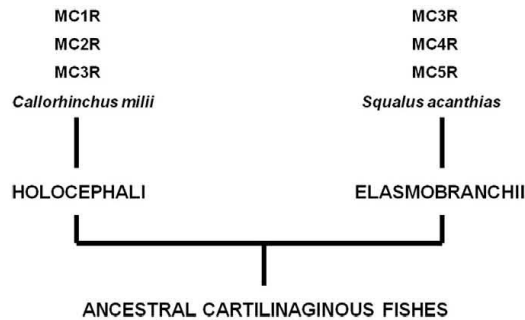 MC1R
MC2R
MC3R
Callorhinchus milii
MC3R
MC4R
MC5R
Squalus acanthias
HOLOCEPHALI
ELASMOBRANCHII
ANCESTRAL CARTILINAGINOUS FISHES